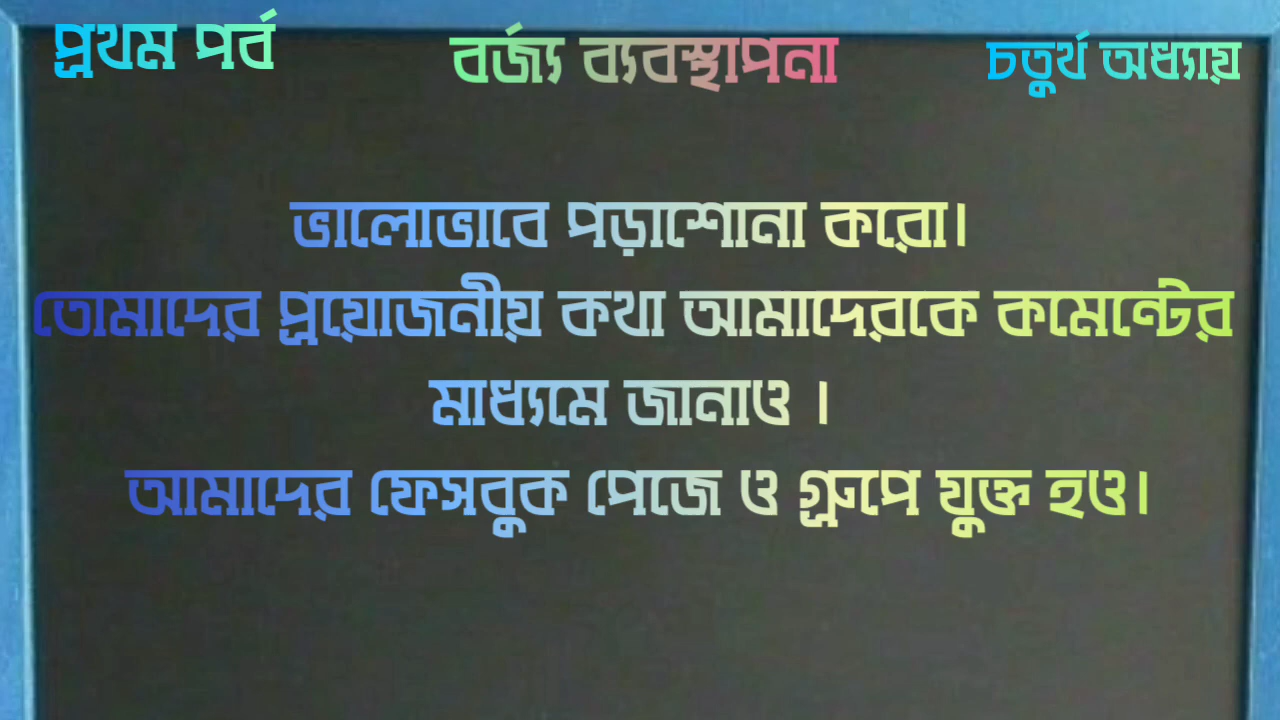 প্রথম পর্ব
বর্জ্য ব্যবস্থাপনা
চতুর্থ অধ্যায়
ভালোভাবে পড়াশোনা করো।
তোমাদের প্রয়োজনীয় কথা আমাদেরকে কমেন্টের
মাধ্যমে জানাও ।
আমাদের ফেসবুক পেজে ও গ্রুপে যুক্ত হও।